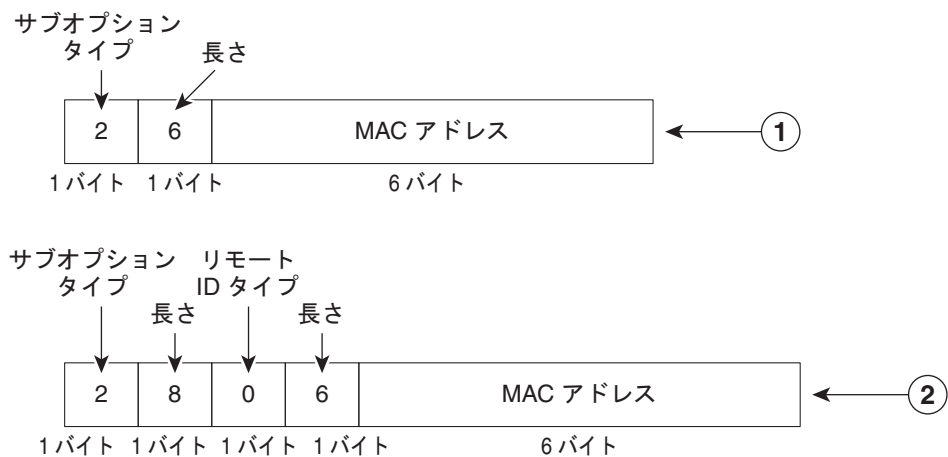 サブオプション
タイプ
長さ
2 6 MAC アドレス 1
1 バイト 1 バイト 6 バイト
サブオプション リモート
タイプ ID タイプ
長さ 長さ
2 8 0 6 MAC アドレス 2
1 バイト 1 バイト 1 バイト 1 バイト 6 バイト